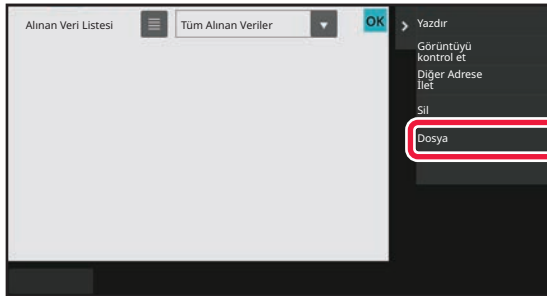 Alınan Veri Listesi
Tüm Alınan Veriler
OK
Yazdır
Görüntüyü
kontrol et
Diğer Adrese
İlet
Sil
Dosya